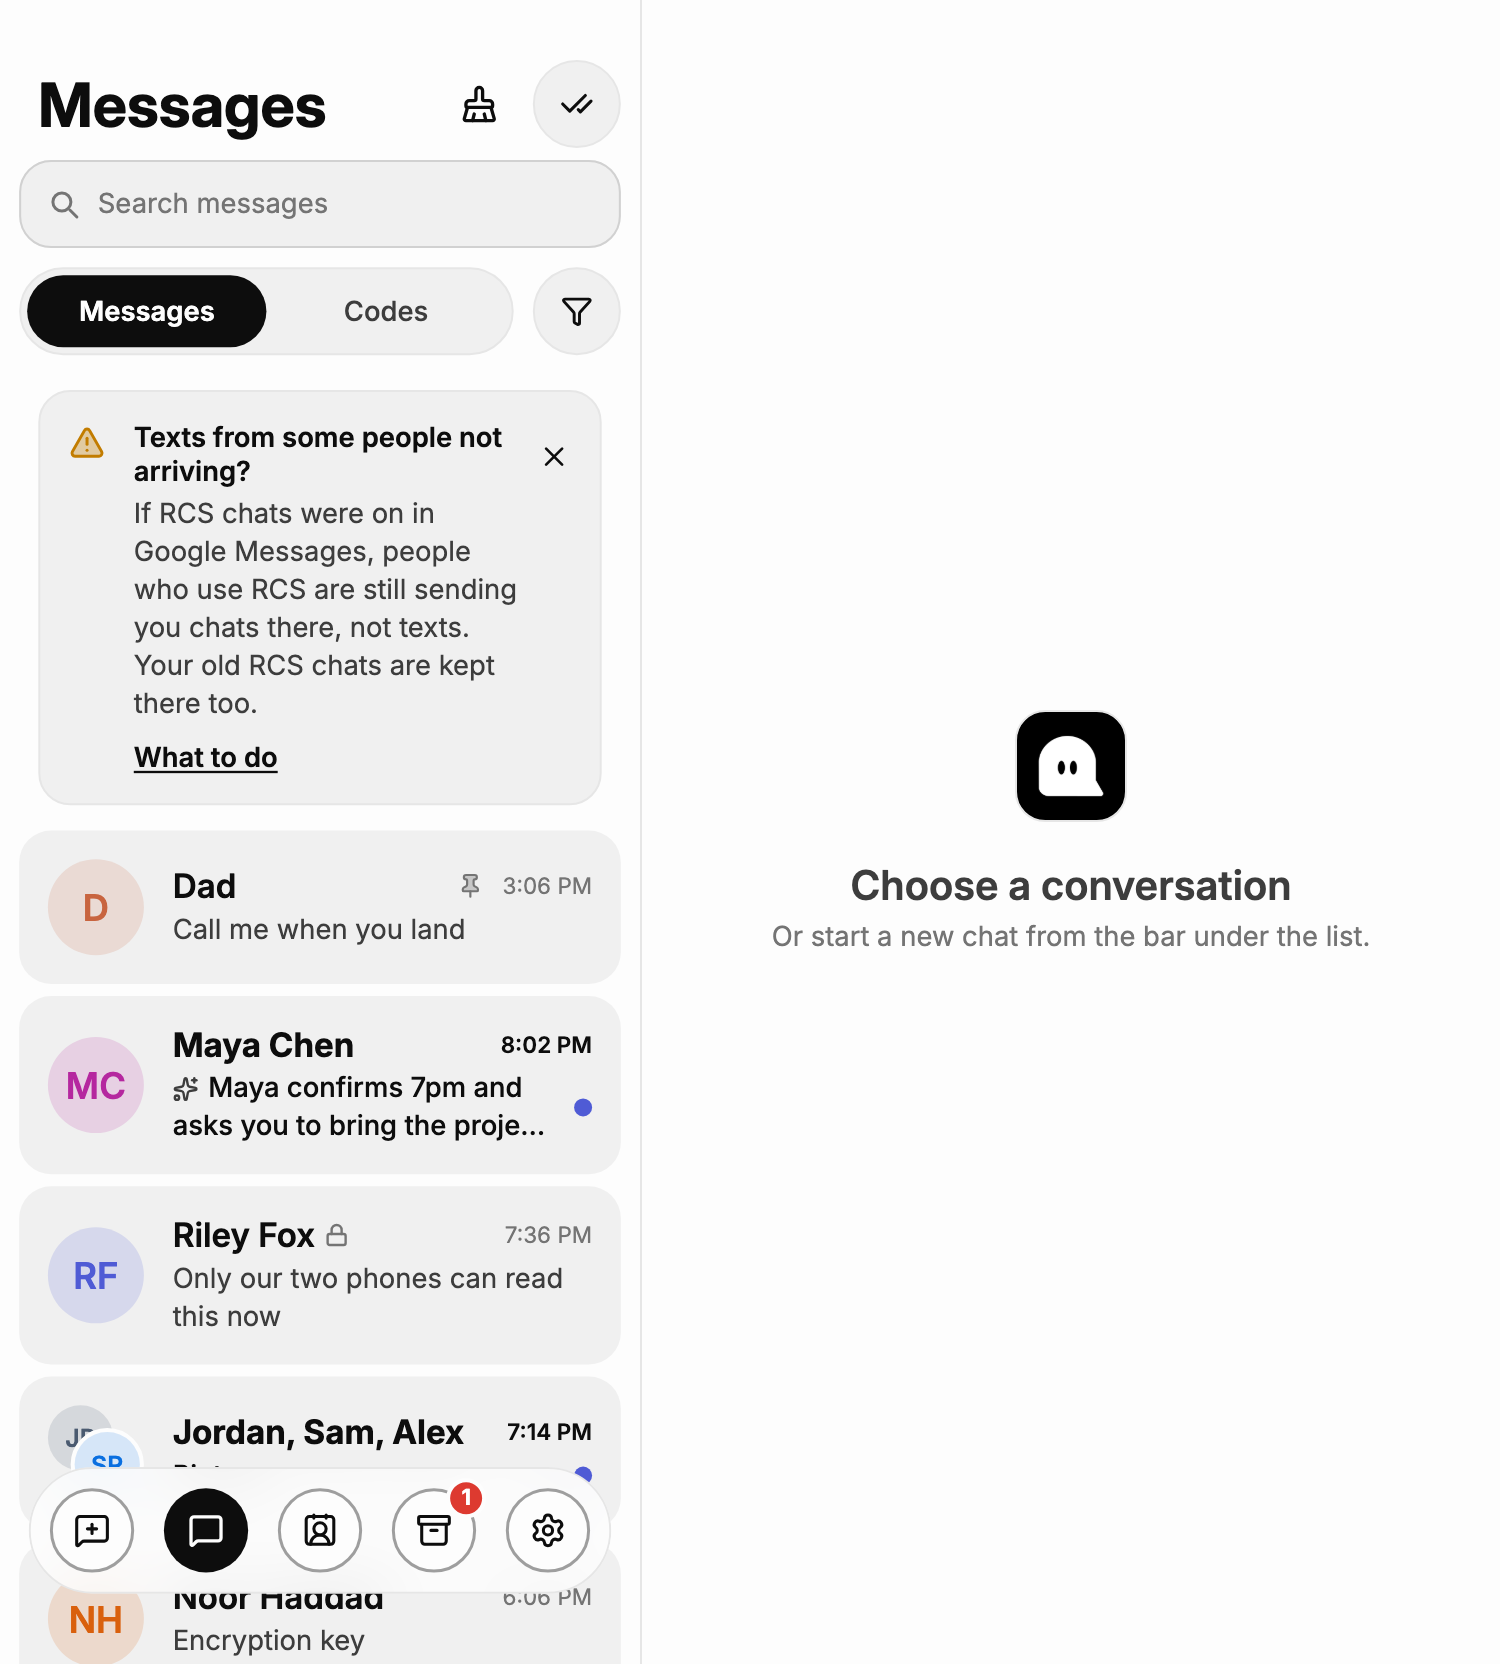 Messages
Search messages
Messages
Codes
Texts from some people not
arriving?
If RCS chats were on in
Google Messages, people
who use RCS are still sending
you chats there, not texts.
Your old RCS chats are kept
there too.
What to do
D
Dad
3:06 PM
Call me when you land
MC
Maya Chen
8:02 PM
Maya confirms 7pm and
asks you to bring the proje...
RF
Riley Fox
7:36 PM
Only our two phones can read
this now
Jordan, Sam, Alex
7:14 PM
1
NH
Noor Haddad
6:06 PM
Encryption key
Choose a conversation
Or start a new chat from the bar under the list.